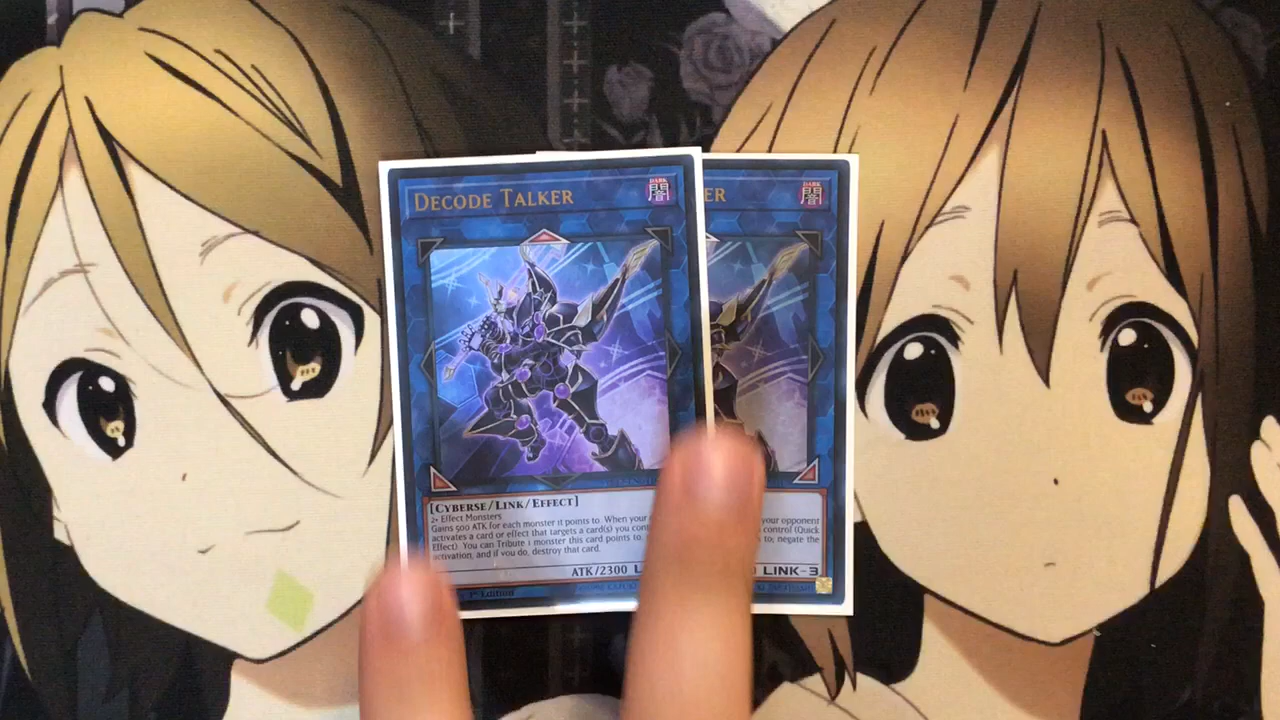 DECODE TALKER
DARK
闇
ER
DARK
闇
[CYBERSE/LINK/EFFECT]
2+ Effect Monsters
Gains 500 ATK for each monster it points to. When your
your opponent
activates a card or effect that targets a card(s) you
control (Quick
Effect): You can Tribute 1 monster this card points to
to; negate the
activation, and if you do, destroy that card.
ATK/2300 L
LINK-3
1st Edition